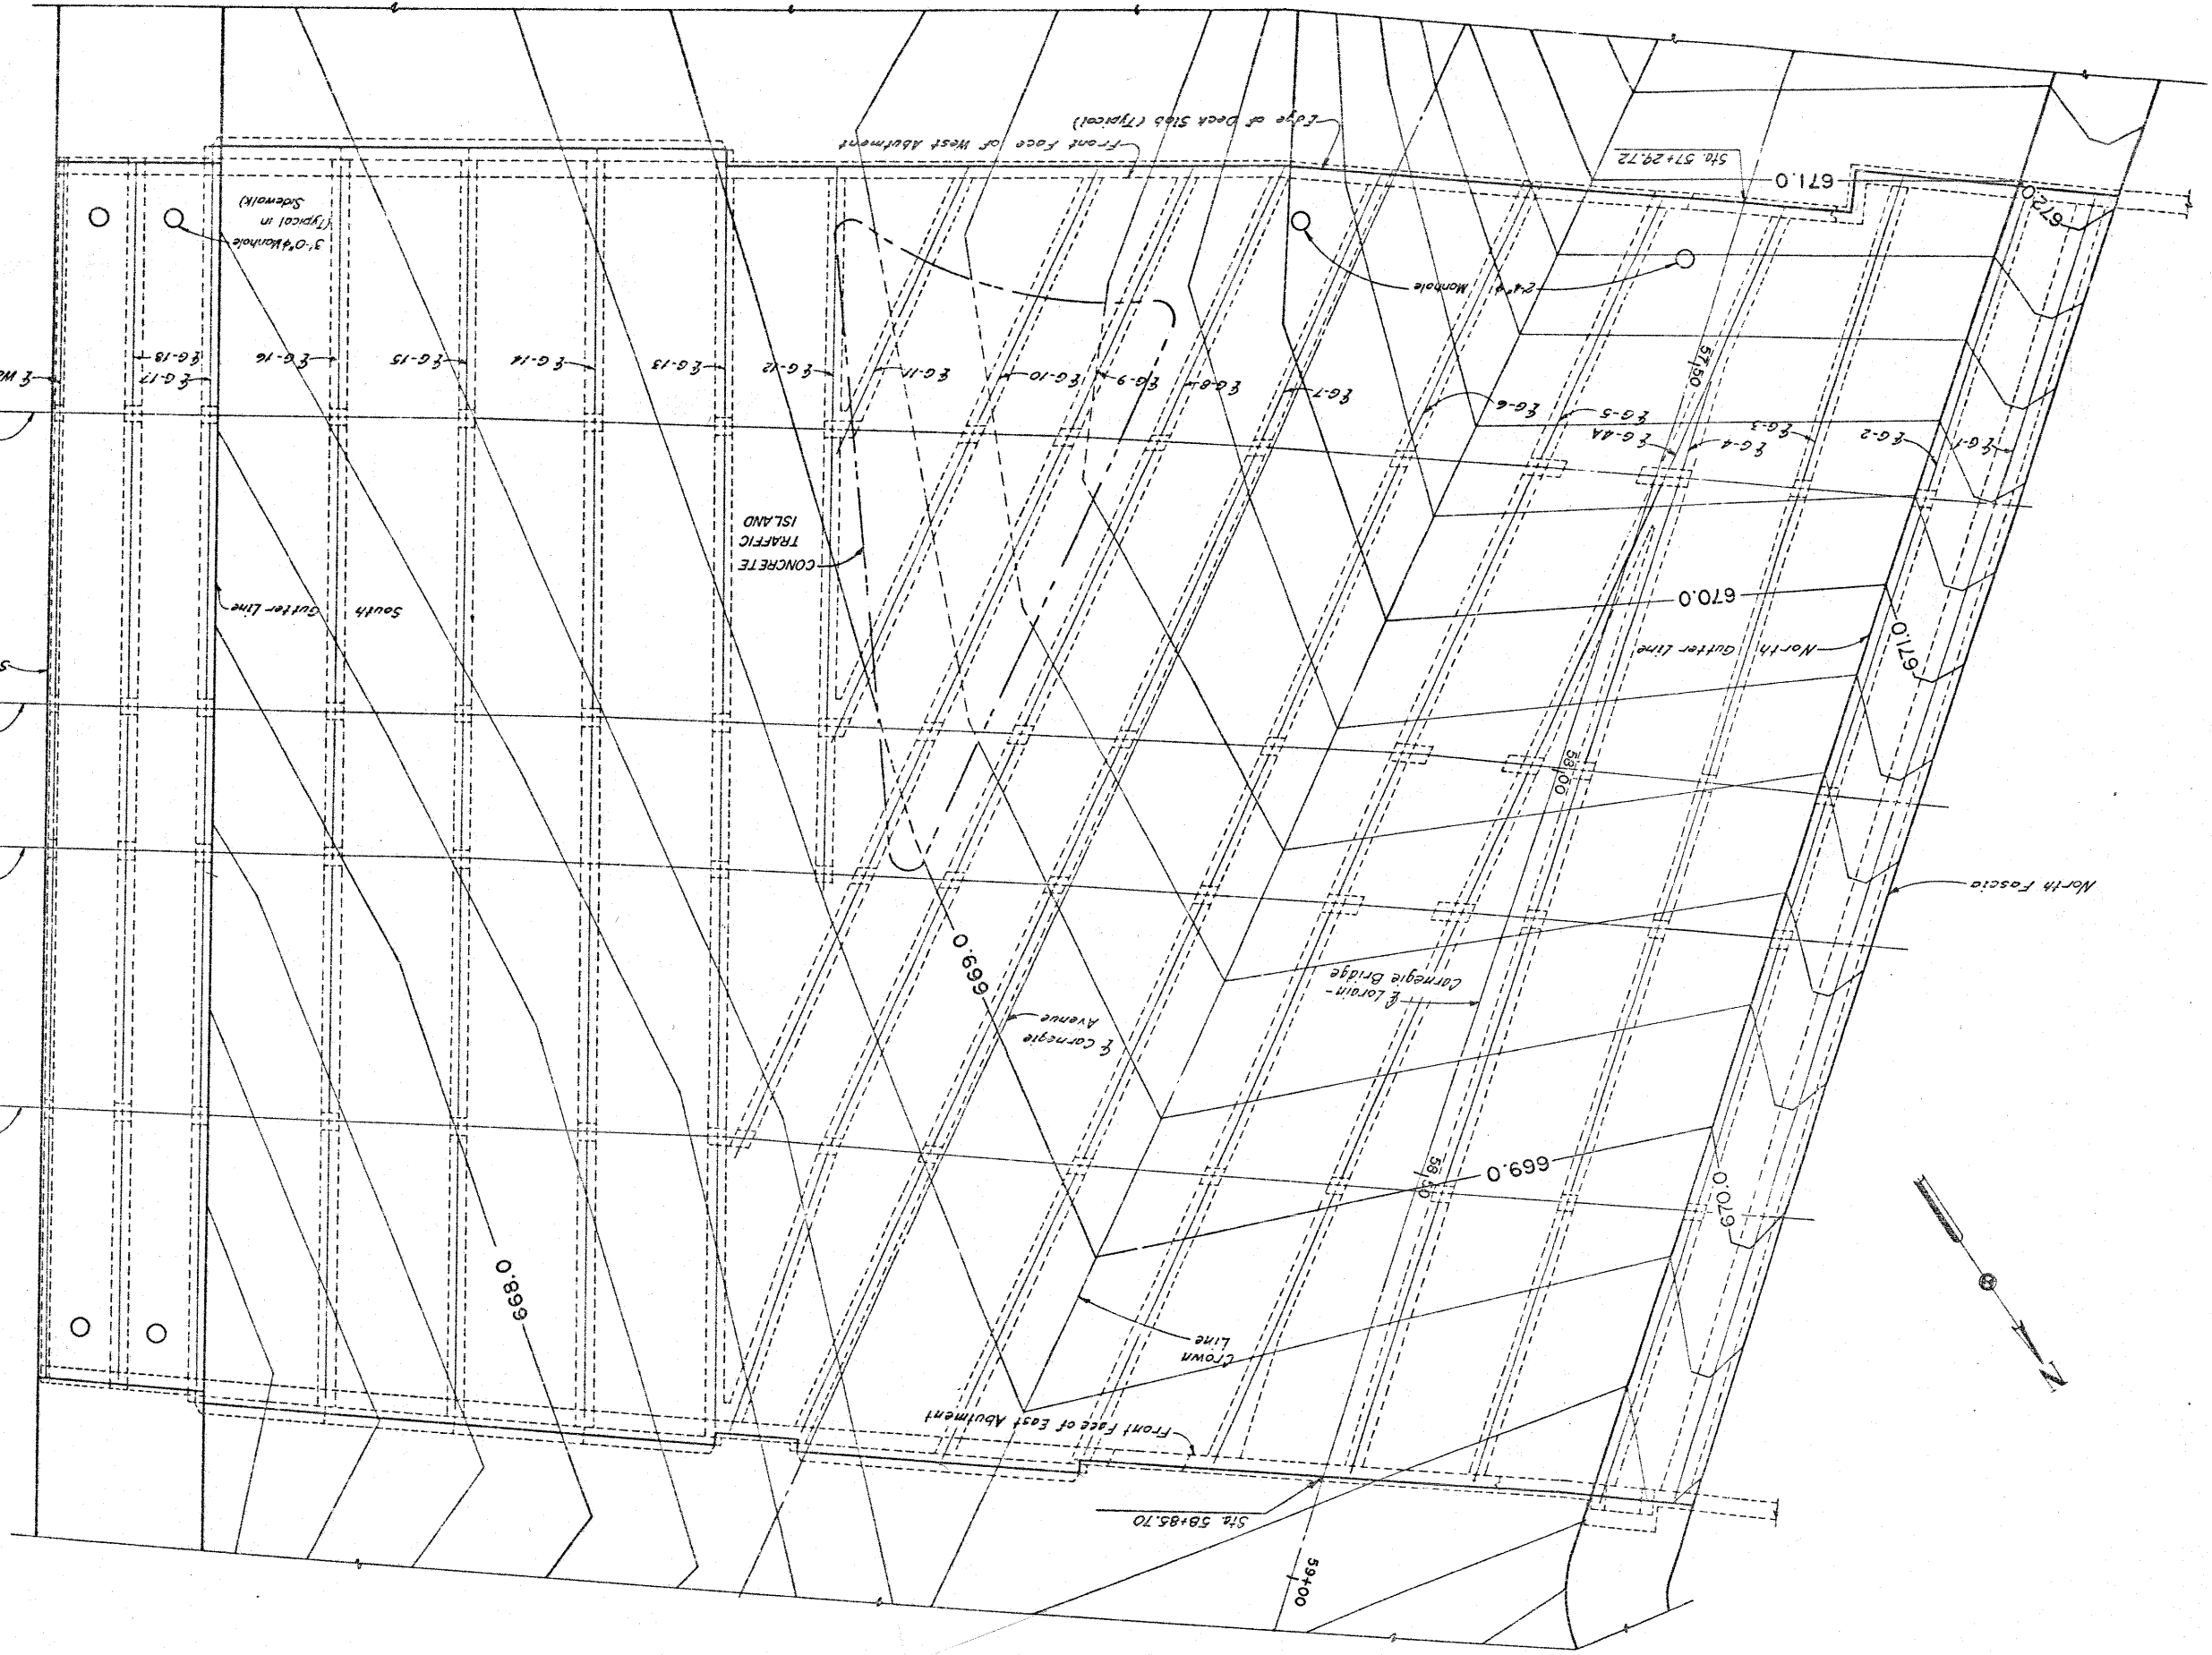 59+00
Sta. 58+85.70
Front Face of East Abutment
Crown
Line
668.0
N
670.0
669.0
58+50
℄ Carnegie
Avenue
℄ Lorain-
Carnegie Bridge
669.0
North Fascia
58+00
671.0
North Gutter Line
South Gutter Line
670.0
CONCRETE
TRAFFIC
ISLAND
℄ G-1
℄ G-2
℄ G-3
℄ G-4
℄ G-4A
℄ G-5
℄ G-6
℄ G-7
℄ G-8
℄ G-9
℄ G-10
℄ G-11
℄ G-12
℄ G-13
℄ G-14
℄ G-15
℄ G-16
℄ G-17
℄ G-18
57+50
2'4"ϕ Manhole
3'-0"ϕ Manhole
(Typical in
Sidewalk)
672.0
671.0
Sta. 57+29.72
Front Face of West Abutment
Edge of Deck Slab (Typical)